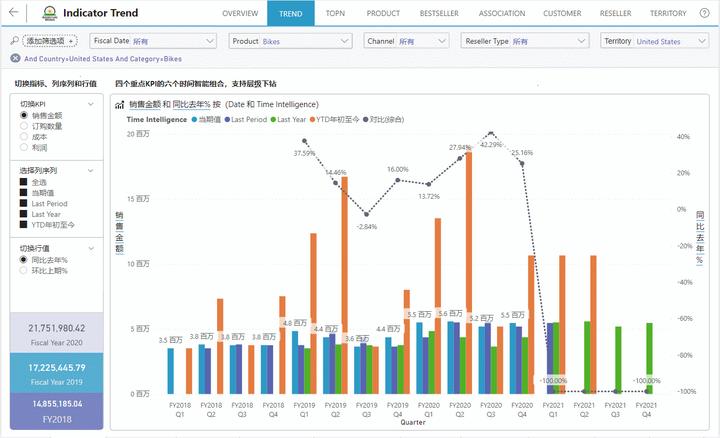 Indicator Trend
OVERVIEW TREND TOPN PRODUCT BESTSELLER ASSOCIATION CUSTOMER RESELLER TERRITORY
添加筛选项 +
Fiscal Date 所有
Product Bikes
Channel 所有
Reseller Type 所有
Territory United States
And Country=United States And Category=Bikes
切换指标、列序列和行值
四个重点KPI的六个时间智能组合，支持层级下钻
切换KPI
销售金额
订购数量
成本
利润
选择列序列
全选
当期值
Last Period
Last Year
YTD年初至今
切换行值
同比去年%
环比上期%
21,751,980.42
Fiscal Year 2020
17,225,445.79
Fiscal Year 2019
14,855,185.04
FY2018
销售金额 和 同比去年% 按 (Date 和 Time Intelligence)
Time Intelligence 当期值 Last Period Last Year YTD年初至今 对比(综合)
20 百万
15 百万
10 百万
5 百万
0 百万
销售金额
40%
20%
0%
-20%
-40%
-60%
-80%
-100%
同比去年%
37.59%
14.46%
-2.84%
16.00%
13.72%
27.94%
42.29%
25.16%
-100.00%
-100.00%
3.5 百万
3.8 百万
3.8 百万
3.8 百万
4.8 百万
4.4 百万
3.6 百万
4.4 百万
5.5 百万
5.6 百万
5.2 百万
5.5 百万
FY2018 FY2018 FY2018 FY2018 FY2019 FY2019 FY2019 FY2019 FY2020 FY2020 FY2020 FY2020 FY2021 FY2021 FY2021 FY2021
Q1 Q2 Q3 Q4 Q1 Q2 Q3 Q4 Q1 Q2 Q3 Q4 Q1 Q2 Q3 Q4
Quarter